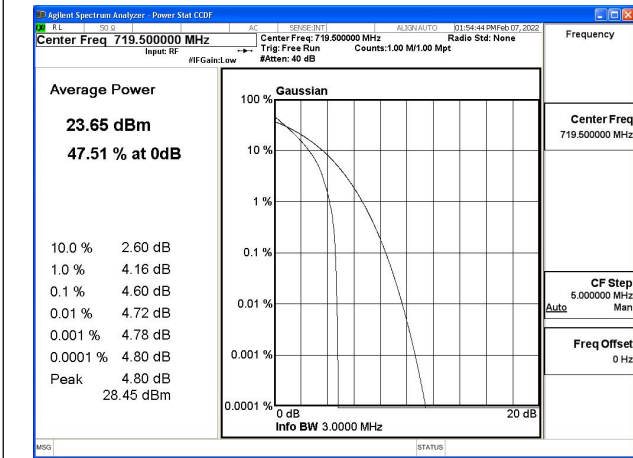 Agilent Spectrum Analyzer - Power Stat CCDF
RL 50 Ω AC SENSE:INT ALIGN AUTO 01:54:44 PM Feb 07, 2022
Center Freq 719.500000 MHz
Input: RF
#IFGain:Low
Center Freq: 719.500000 MHz
Radio Std: None
Trig: Free Run Counts:1.00 M/1.00 Mpt
#Atten: 40 dB
Frequency
Average Power
23.65 dBm
47.51 % at 0dB
10.0 % 2.60 dB
1.0 % 4.16 dB
0.1 % 4.60 dB
0.01 % 4.72 dB
0.001 % 4.78 dB
0.0001 % 4.80 dB
Peak 4.80 dB
28.45 dBm
Gaussian
100 %
10 %
1 %
0.1 %
0.01 %
0.001 %
0.0001 %
0 dB 20 dB
Info BW 3.0000 MHz
Center Freq
719.500000 MHz
CF Step
5.000000 MHz
Auto Man
Freq Offset
0 Hz
MSG STATUS